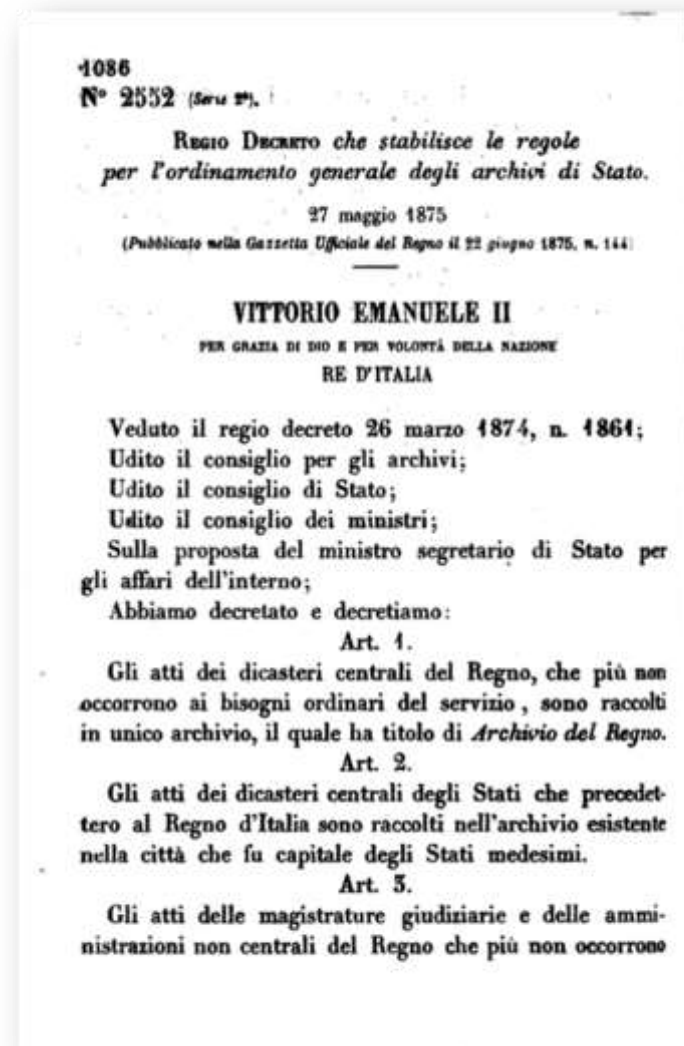 1086
N° 2552 (Serie 2ª).
REGIO DECRETO che stabilisce le regole
per l'ordinamento generale degli archivi di Stato.
27 maggio 1875
(Pubblicato nella Gazzetta Ufficiale del Regno il 22 giugno 1875, n. 144)
VITTORIO EMANUELE II
PER GRAZIA DI DIO E PER VOLONTÀ DELLA NAZIONE
RE D'ITALIA
Veduto il regio decreto 26 marzo 1874, n. 1861;
Udito il consiglio per gli archivi;
Udito il consiglio di Stato;
Udito il consiglio dei ministri;
Sulla proposta del ministro segretario di Stato per
gli affari dell'interno;
Abbiamo decretato e decretiamo:
Art. 1.
Gli atti dei dicasteri centrali del Regno, che più non
occorrono ai bisogni ordinari del servizio, sono raccolti
in unico archivio, il quale ha titolo di Archivio del Regno.
Art. 2.
Gli atti dei dicasteri centrali degli Stati che precedet-
tero al Regno d'Italia sono raccolti nell'archivio esistente
nella città che fu capitale degli Stati medesimi.
Art. 3.
Gli atti delle magistrature giudiziarie e delle ammi-
nistrazioni non centrali del Regno che più non occorrono